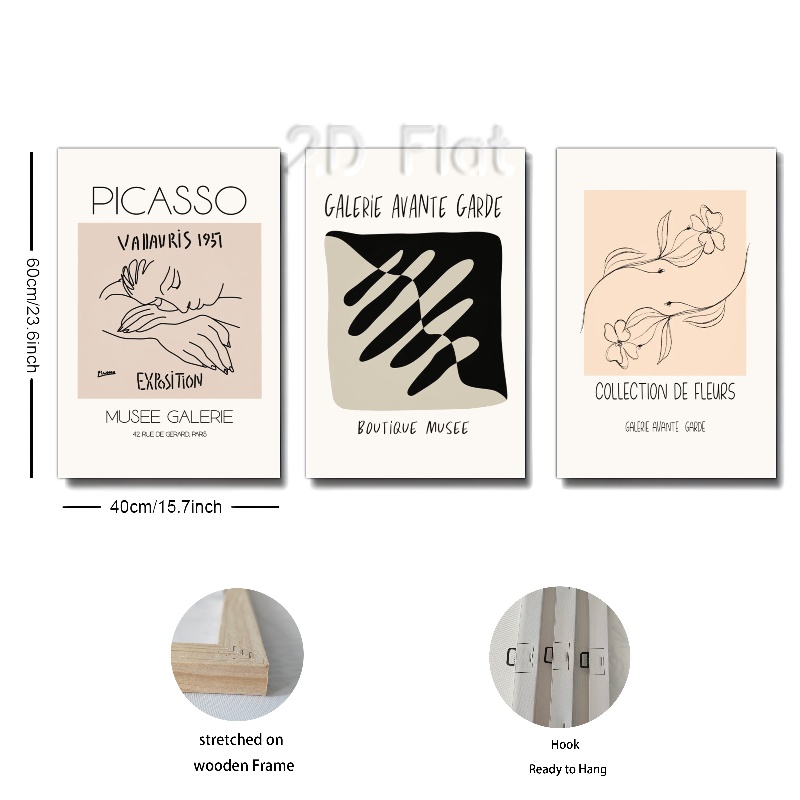 2D Flat
PICASSO
VAllAURIS 1951
Picasso
EXPOSITION
MUSEE GALERIE
42 RUE DE GERARD, PARIS
GALERIE AVANTE GARDE
BOUTIQUE MUSEE
COLLECTION DE FLEURS
GALERIE AVANTE GARDE
60cm/23.6inch
40cm/15.7inch
stretched on
wooden Frame
Hook
Ready to Hang